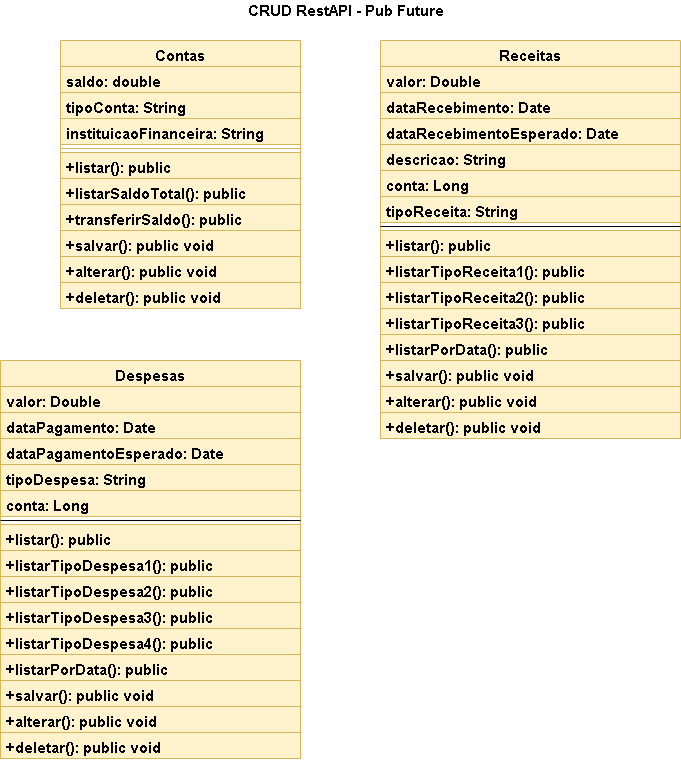 CRUD RestAPI - Pub Future
Contas
saldo: double
tipoConta: String
instituicaoFinanceira: String
+listar(): public
+listarSaldoTotal(): public
+transferirSaldo(): public
+salvar(): public void
+alterar(): public void
+deletar(): public void
Receitas
valor: Double
dataRecebimento: Date
dataRecebimentoEsperado: Date
descricao: String
conta: Long
tipoReceita: String
+listar(): public
+listarTipoReceita1(): public
+listarTipoReceita2(): public
+listarTipoReceita3(): public
+listarPorData(): public
+salvar(): public void
+alterar(): public void
+deletar(): public void
Despesas
valor: Double
dataPagamento: Date
dataPagamentoEsperado: Date
tipoDespesa: String
conta: Long
+listar(): public
+listarTipoDespesa1(): public
+listarTipoDespesa2(): public
+listarTipoDespesa3(): public
+listarTipoDespesa4(): public
+listarPorData(): public
+salvar(): public void
+alterar(): public void
+deletar(): public void